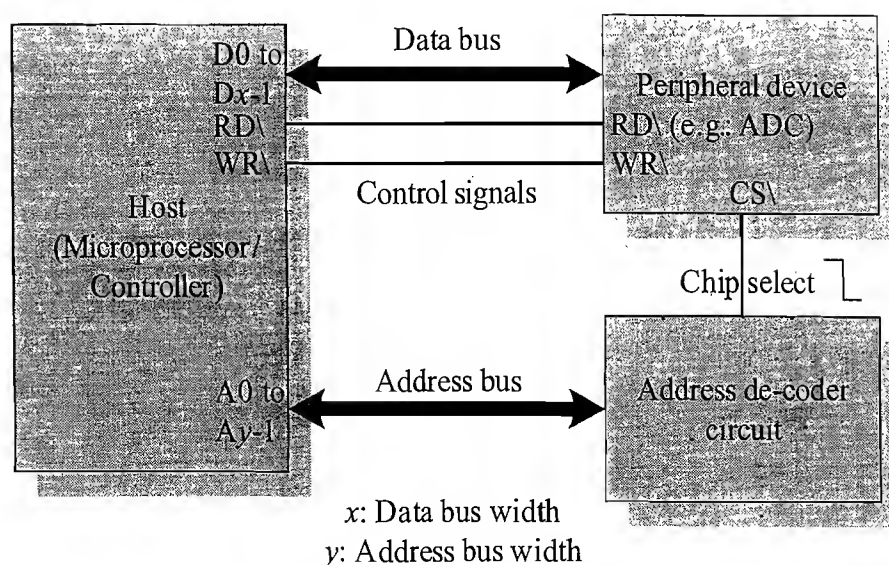 Data bus
D0 to
Dx-1
RD\
WR\
Host
(Microprocessor/
Controller)
A0 to
Ay-1
Peripheral device
RD\ (e.g.: ADC)
WR\
CS\
Control signals
Chip select
Address bus
Address de-coder
circuit
x: Data bus width
y: Address bus width